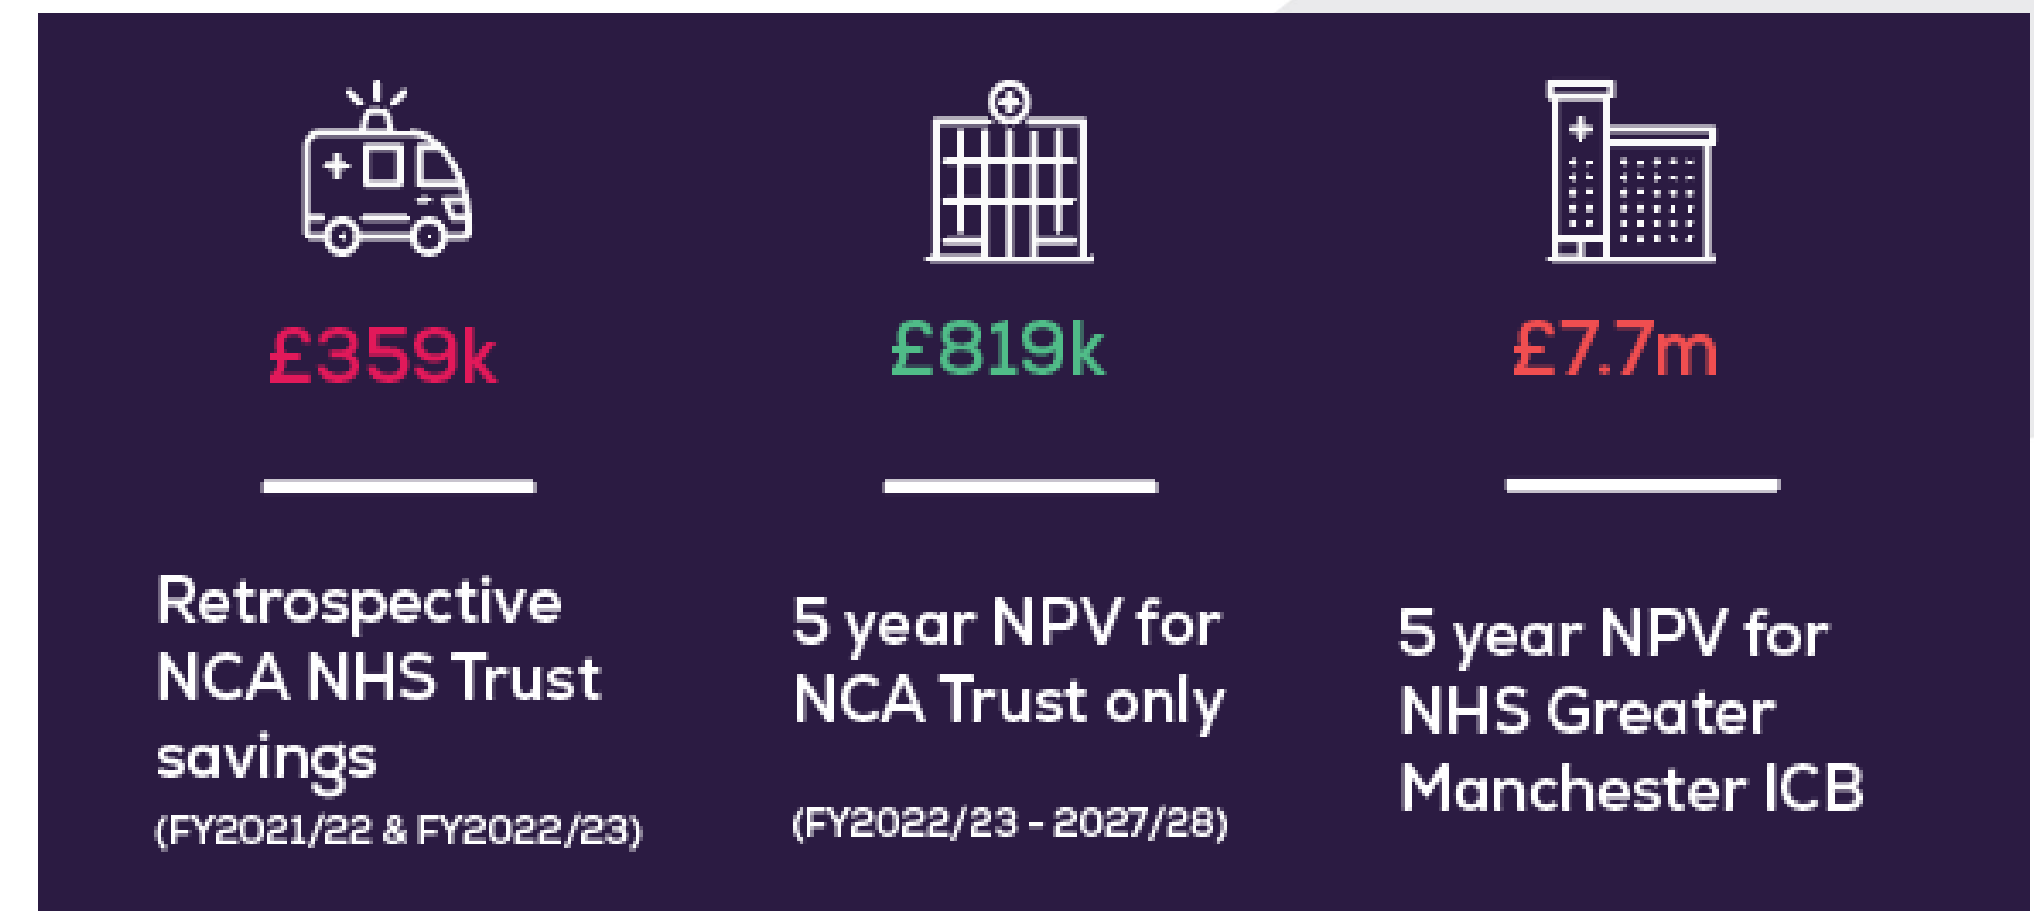 £359k
Retrospective
NCA NHS Trust
savings
(FY2021/22 & FY2022/23)
£819k
5 year NPV for
NCA Trust only
(FY2022/23 - 2027/28)
£7.7m
5 year NPV for
NHS Greater
Manchester ICB